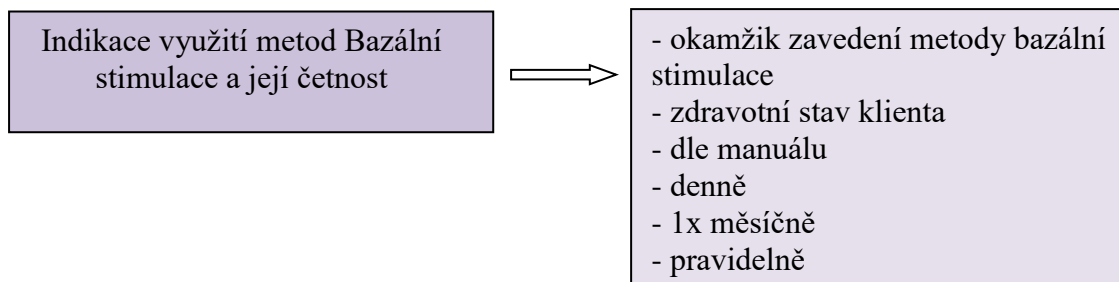 Indikace využití metod Bazální
stimulace a její četnost
- okamžik zavedení metody bazální
stimulace
- zdravotní stav klienta
- dle manuálu
- denně
- 1x měsíčně
- pravidelně